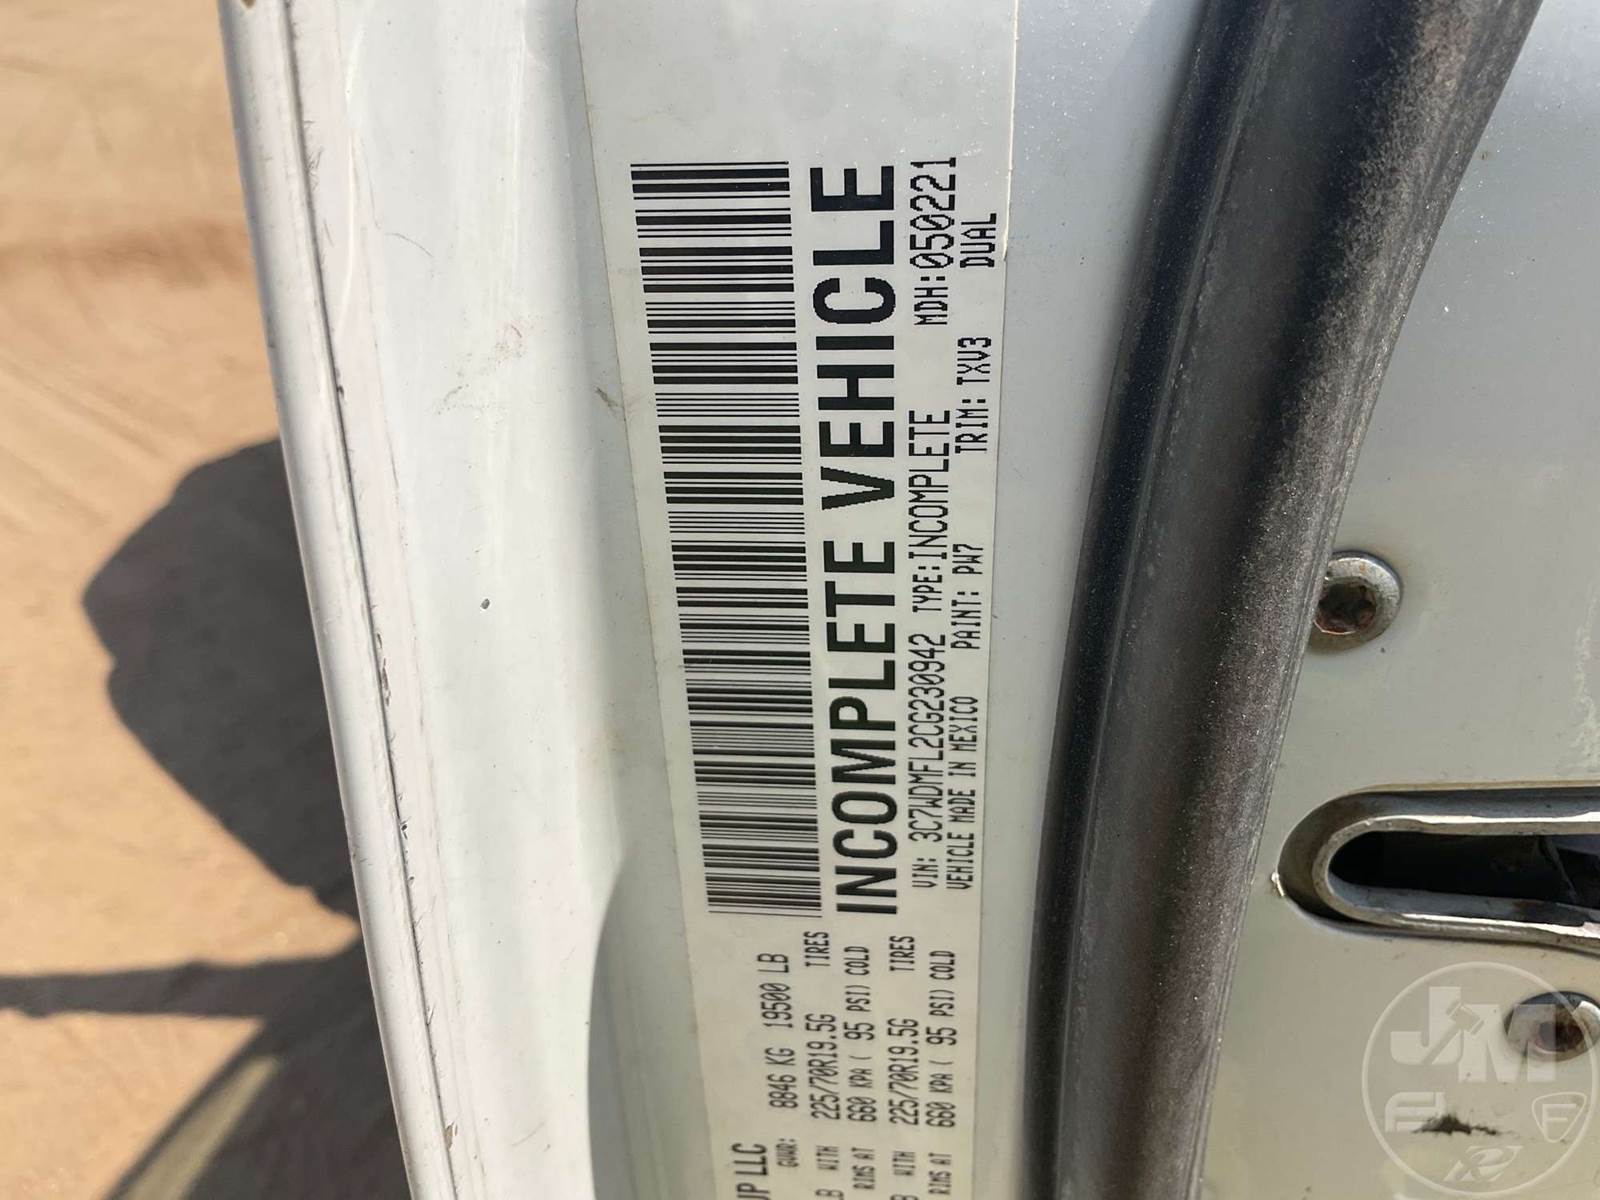 UP LLC
GVWR: 8846 KG 19500 LB
LB WITH 225/70R19.5G TIRES
RIMS AT 660 KPA ( 95 PSI) COLD
LB WITH 225/70R19.5G TIRES
RIMS AT 660 KPA ( 95 PSI) COLD
INCOMPLETE VEHICLE
VIN: 3C7WDMFL2CG230942 TYPE:INCOMPLETE MDH:050221
VEHICLE MADE IN MEXICO PAINT: PW7 TRIM: TXV3 DUAL
JM